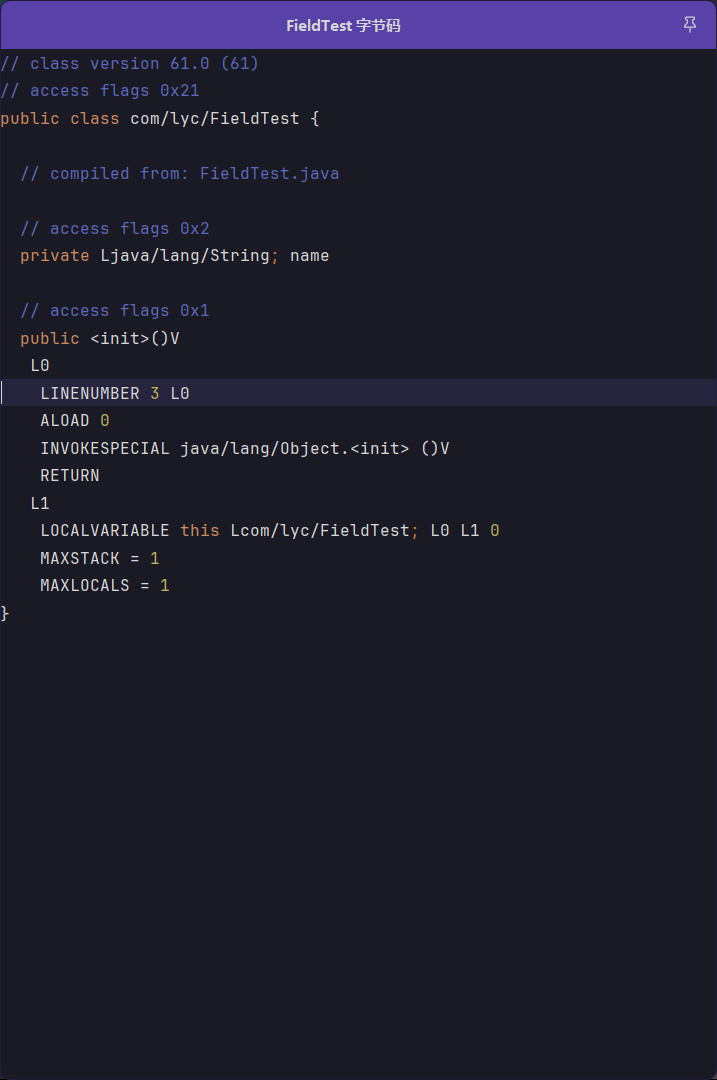 FieldTest 字节码
// class version 61.0 (61)
// access flags 0x21
public class com/lyc/FieldTest {
// compiled from: FieldTest.java
// access flags 0x2
private Ljava/lang/String; name
// access flags 0x1
public <init>()V
L0
LINENUMBER 3 L0
ALOAD 0
INVOKESPECIAL java/lang/Object.<init> ()V
RETURN
L1
LOCALVARIABLE this Lcom/lyc/FieldTest; L0 L1 0
MAXSTACK = 1
MAXLOCALS = 1
}